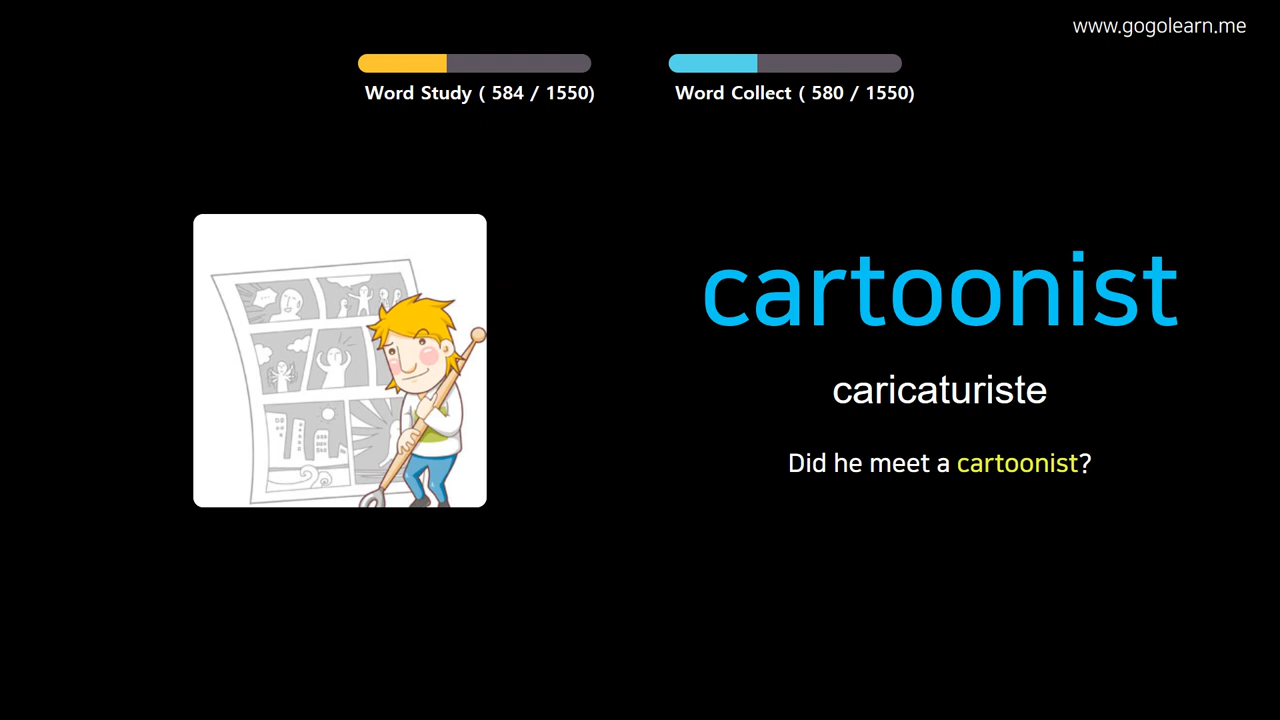 www.gogolearn.me
Word Study ( 584 / 1550)
Word Collect ( 580 / 1550)
cartoonist
caricaturiste
Did he meet a cartoonist?